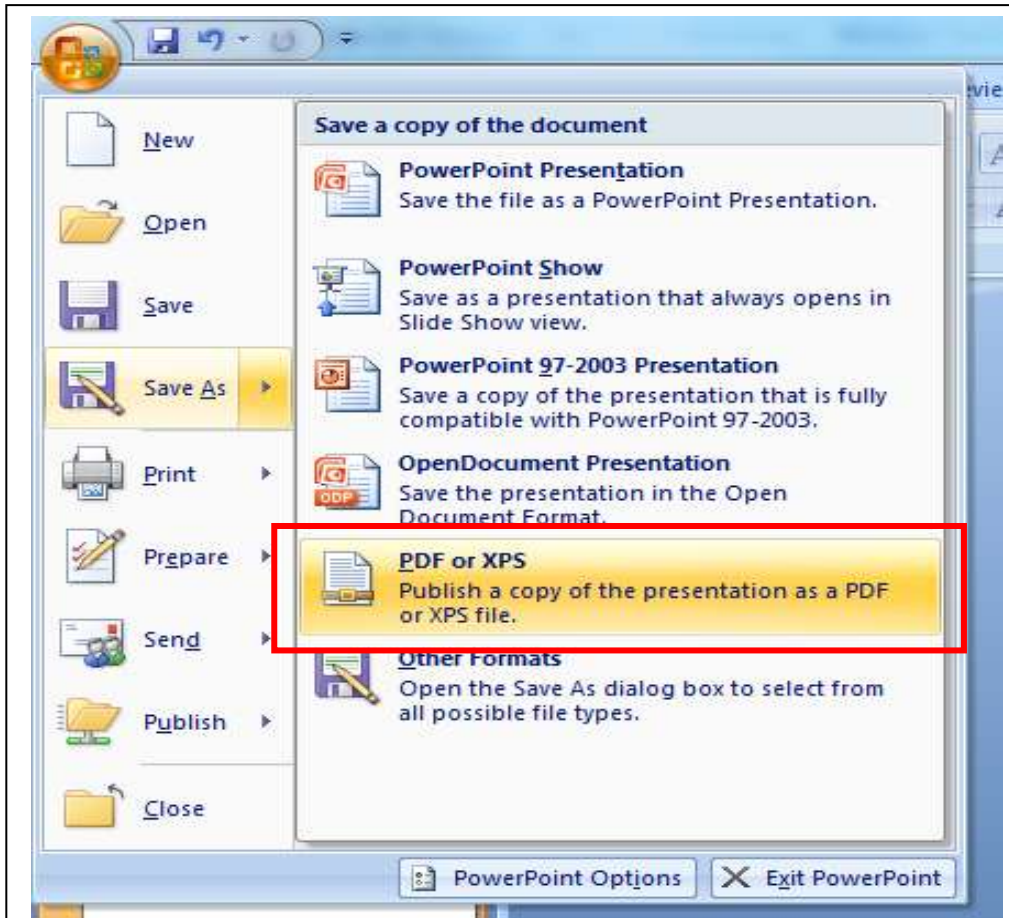 vie
New
Open
Save
Save As
Print
Prepare
Send
Publish
Close
Save a copy of the document
PowerPoint Presentation
Save the file as a PowerPoint Presentation.
PowerPoint Show
Save as a presentation that always opens in
Slide Show view.
PowerPoint 97-2003 Presentation
Save a copy of the presentation that is fully
compatible with PowerPoint 97-2003.
OpenDocument Presentation
ODP
Save the presentation in the Open
Document Format.
PDF or XPS
Publish a copy of the presentation as a PDF
or XPS file.
Other Formats
Open the Save As dialog box to select from
all possible file types.
PowerPoint Options
Exit PowerPoint